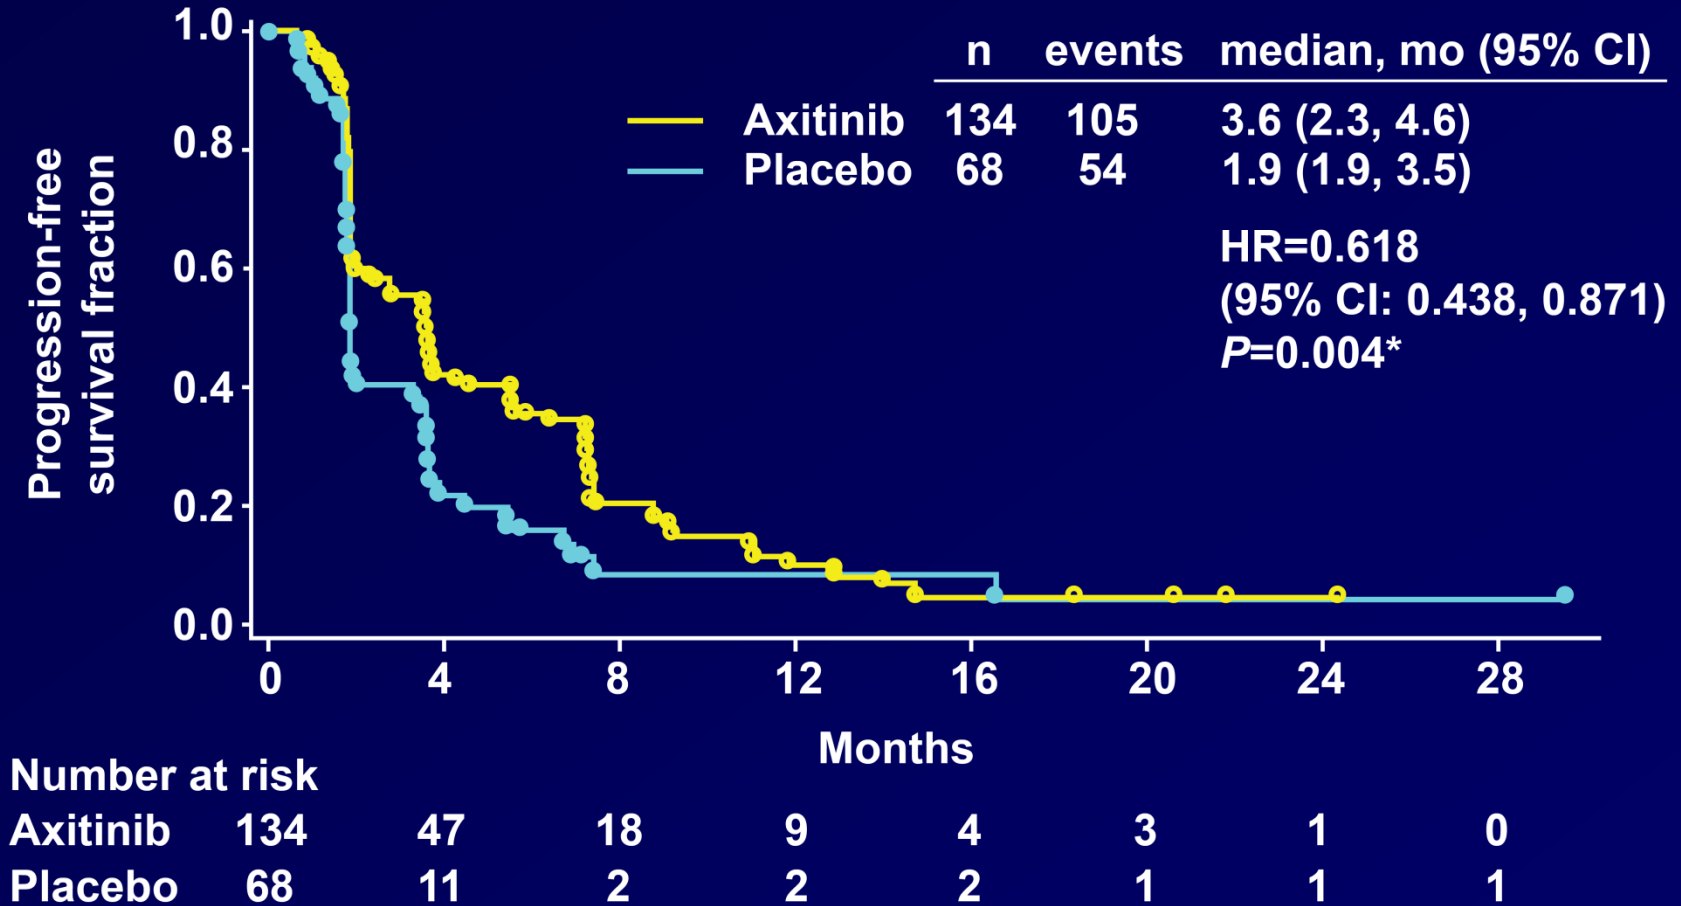 n events median, mo (95% CI)
Axitinib 134 105 3.6 (2.3, 4.6)
Placebo 68 54 1.9 (1.9, 3.5)
HR=0.618
(95% CI: 0.438, 0.871)
P=0.004*
Progression-free
survival fraction
1.0
0.8
0.6
0.4
0.2
0.0
0 4 8 12 16 20 24 28
Months
Number at risk
Axitinib 134 47 18 9 4 3 1 0
Placebo 68 11 2 2 2 1 1 1